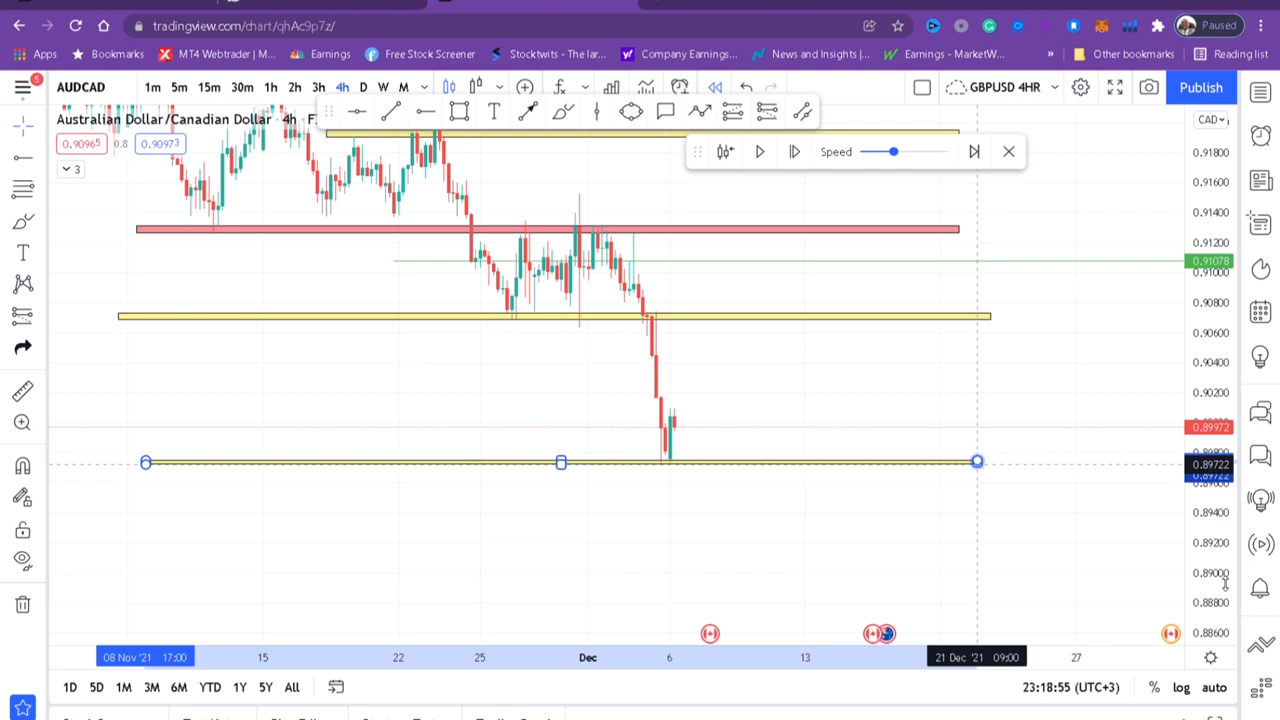 tradingview.com/chart/qhAc9p7z/
Paused
Apps
Bookmarks
MT4 Webtrader | M...
Earnings
Free Stock Screener
Stocktwits - The lar...
Company Earnings...
News and Insights |...
Earnings - MarketW...
»
Other bookmarks
Reading list
5
AUDCAD
1m 5m 15m 30m 1h 2h 3h 4h D W M
GBPUSD 4HR
Publish
Australian Dollar/Canadian Dollar · 4h ·
CAD
0.90965
0.8
0.90973
3
Speed
0.91800
0.91600
0.91400
0.91200
0.91078
0.91000
0.90800
0.90600
0.90400
0.90200
0.89972
0.89722
0.89400
0.89200
0.89000
0.88800
0.88600
08 Nov '21 17:00
15
22
25
Dec
6
13
21 Dec '21 09:00
27
1D 5D 1M 3M 6M YTD 1Y 5Y All
23:18:55 (UTC+3)
%
log
auto